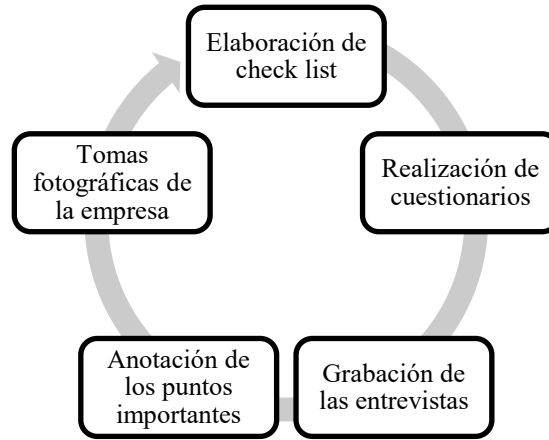 Elaboración de
check list
Realización de
cuestionarios
Grabación de
las entrevistas
Anotación de
los puntos
importantes
Tomas
fotográficas de
la empresa